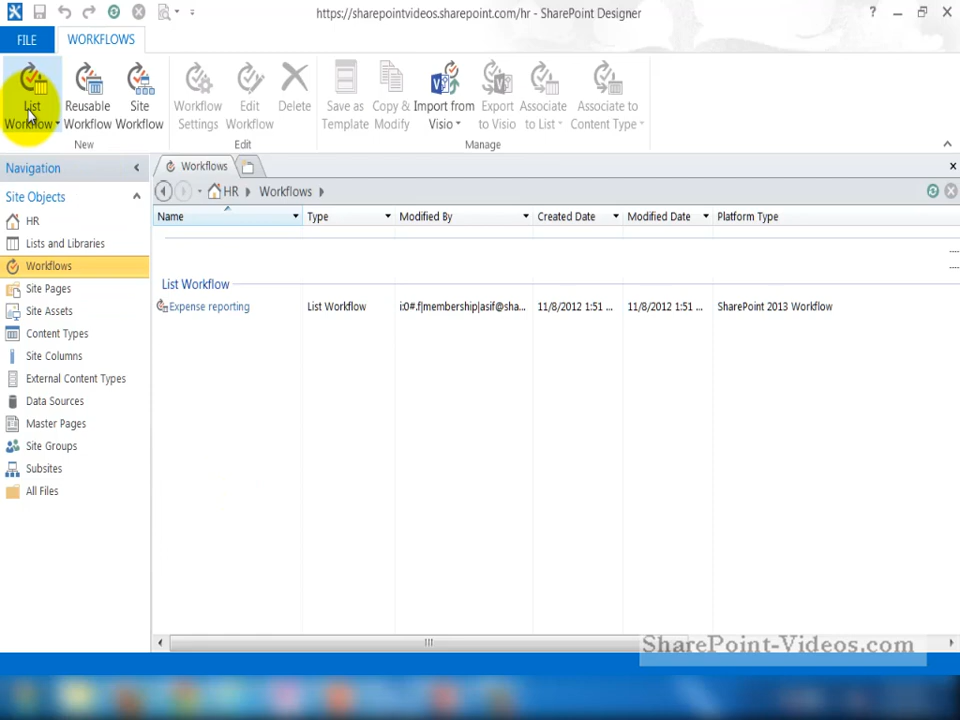 https://sharepointvideos.sharepoint.com/hr - SharePoint Designer
FILE
WORKFLOWS
List Workflow
Reusable Workflow
Site Workflow
Workflow Settings
Edit Workflow
Delete
Save as Template
Copy & Modify
Import from Visio
Export to Visio
Associate to List
Associate to Content Type
New
Edit
Manage
Navigation
Workflows
Site Objects
HR
Workflows
HR
Lists and Libraries
Workflows
Site Pages
Site Assets
Content Types
Site Columns
External Content Types
Data Sources
Master Pages
Site Groups
Subsites
All Files
Name
Type
Modified By
Created Date
Modified Date
Platform Type
List Workflow
Expense reporting
List Workflow
i:0#.f|membership|asif@sha...
11/8/2012 1:51 ...
11/8/2012 1:51 ...
SharePoint 2013 Workflow
SharePoint-Videos.com